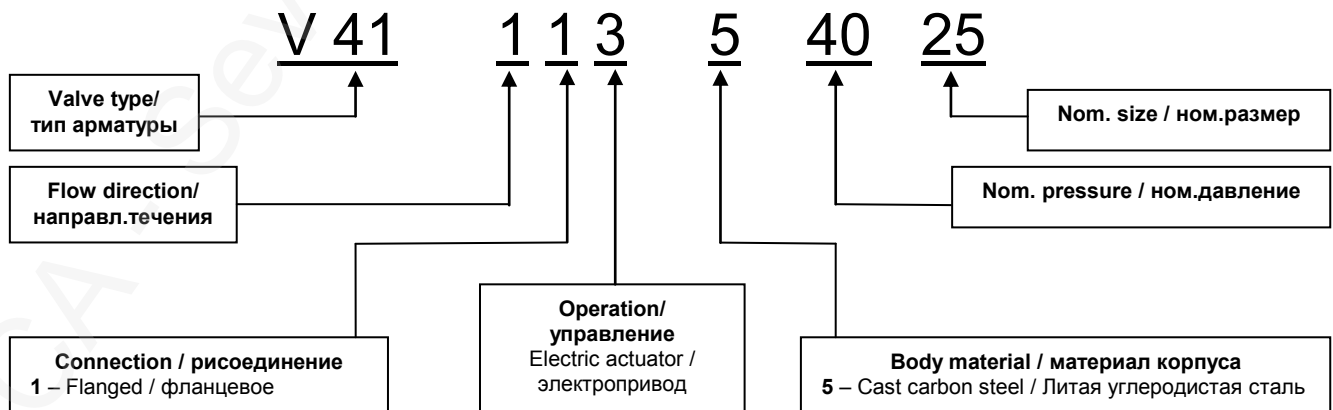 V 41 1 1 3 5 40 25
Valve type/
тип арматуры
Nom. size / ном.размер
Flow direction/
направл.течения
Nom. pressure / ном.давление
Operation/
управление
Electric actuator /
электропривод
Connection / рисоединение
1 – Flanged / фланцевое
Body material / материал корпуса
5 – Cast carbon steel / Литая углеродистая сталь